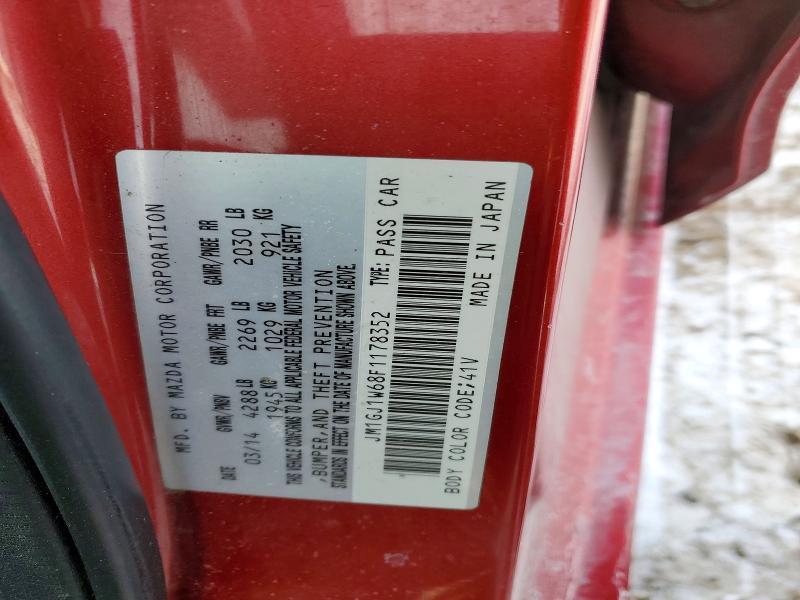 MFD. BY MAZDA MOTOR CORPORATION
DATE GVWR/PNBV GAWR/PNBE FRT GAWR/PNBE RR
03/14 4288LB 2269 LB 2030 LB
1945 KG 1029 KG 921 KG
THIS VEHICLE CONFORMS TO ALL APPLICABLE FEDERAL MOTOR VEHICLE SAFETY
,BUMPER,AND THEFT PREVENTION
STANDARDS IN EFFECT ON THE DATE OF MANUFACTURE SHOWN ABOVE
JM1GJ1W68F1178352 TYPE: PASS CAR
BODY COLOR CODE;41V MADE IN JAPAN